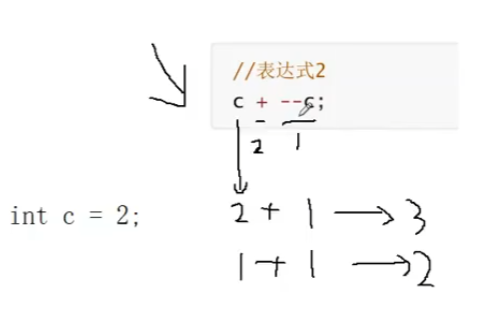 //表达式2
c + --c;
2 1
int c = 2;
2 + 1 → 3
1 + 1 → 2